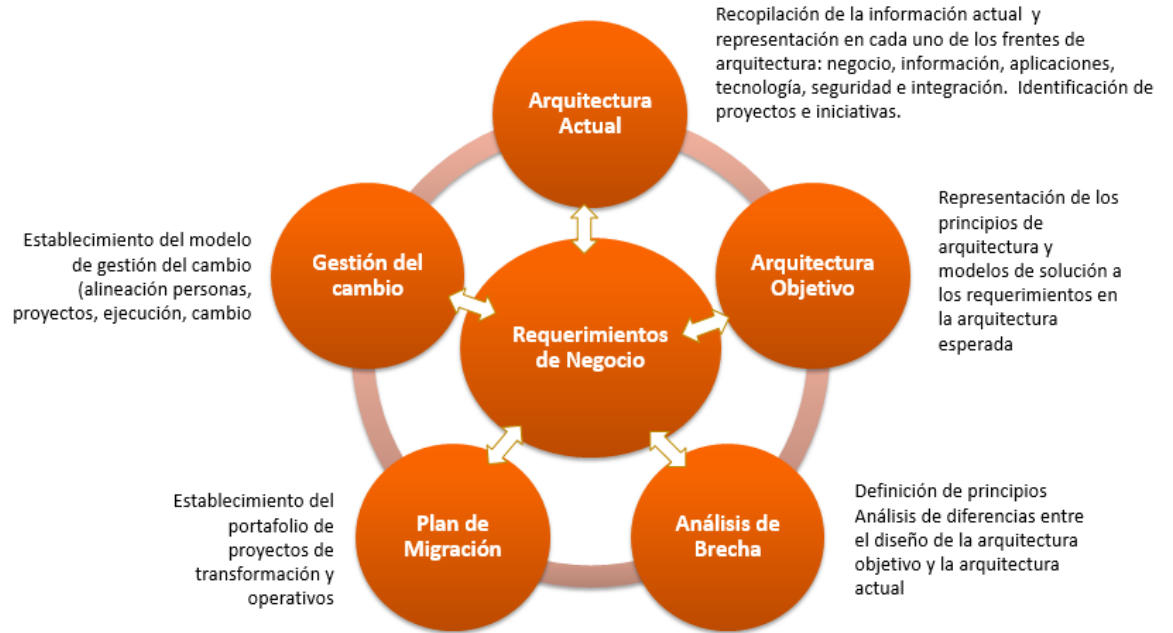 Recopilación de la información actual y
representación en cada uno de los frentes de
arquitectura: negocio, información, aplicaciones,
tecnología, seguridad e integración. Identificación de
proyectos e iniciativas.
Arquitectura
Actual
Representación de los
principios de
arquitectura y
modelos de solución a
los requerimientos en
la arquitectura
esperada
Arquitectura
Objetivo
Definición de principios
Análisis de diferencias entre
el diseño de la arquitectura
objetivo y la arquitectura
actual
Análisis de
Brecha
Establecimiento del
portafolio de
proyectos de
transformación y
operativos
Plan de
Migración
Establecimiento del modelo
de gestión del cambio
(alineación personas,
proyectos, ejecución, cambio
Gestión del
cambio
Requerimientos
de Negocio